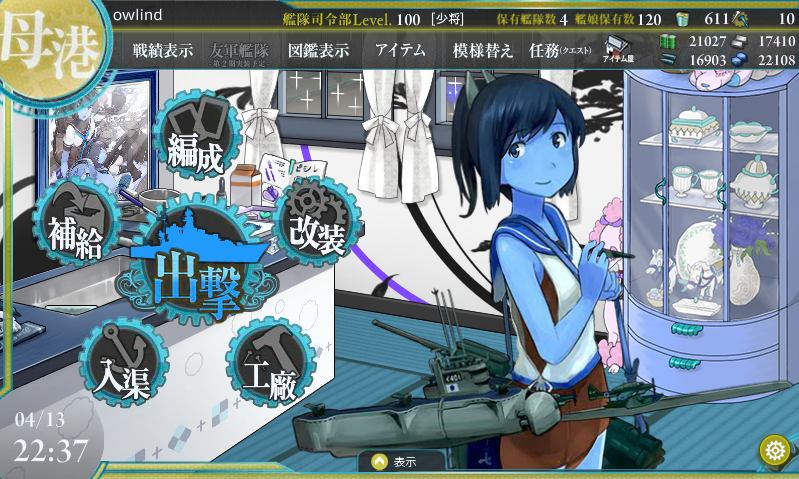 母港
owlind
艦隊司令部Level. 100 [少将]
保有艦隊数 4 艦娘保有数 120
611
10
戦績表示
友軍艦隊
第2期実装予定
図鑑表示
アイテム
模様替え
任務(クエスト)
アイテム屋
21027
17410
16903
22108
編成
補給
出撃
改装
入渠
工廠
401
04/13
22:37
表示